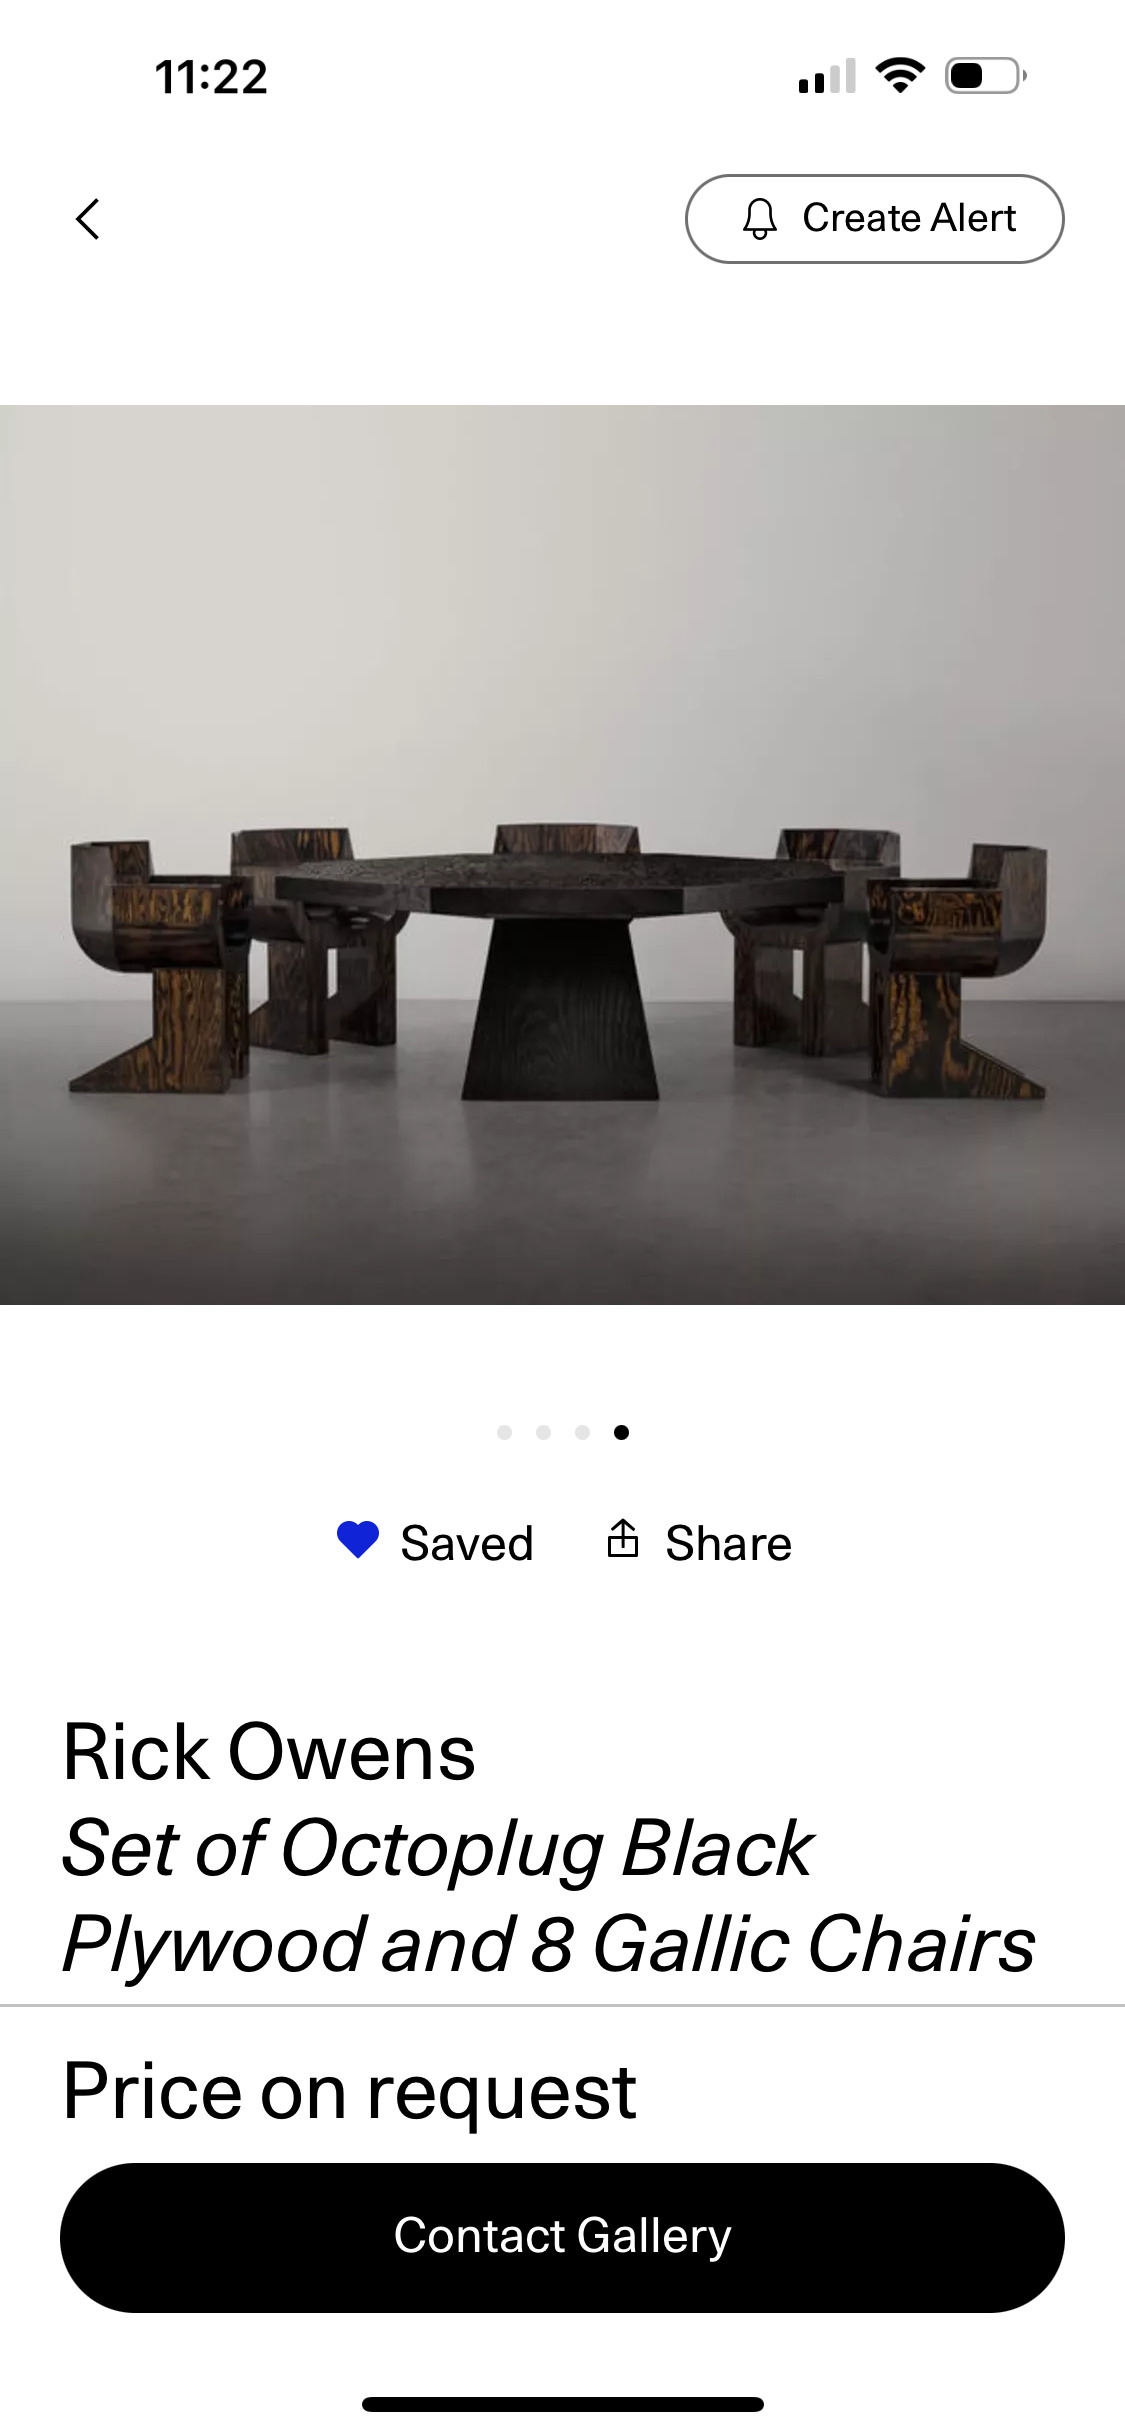 11:22
Create Alert
Saved
Share
Rick Owens
Set of Octoplug Black
Plywood and 8 Gallic Chairs
Price on request
Contact Gallery